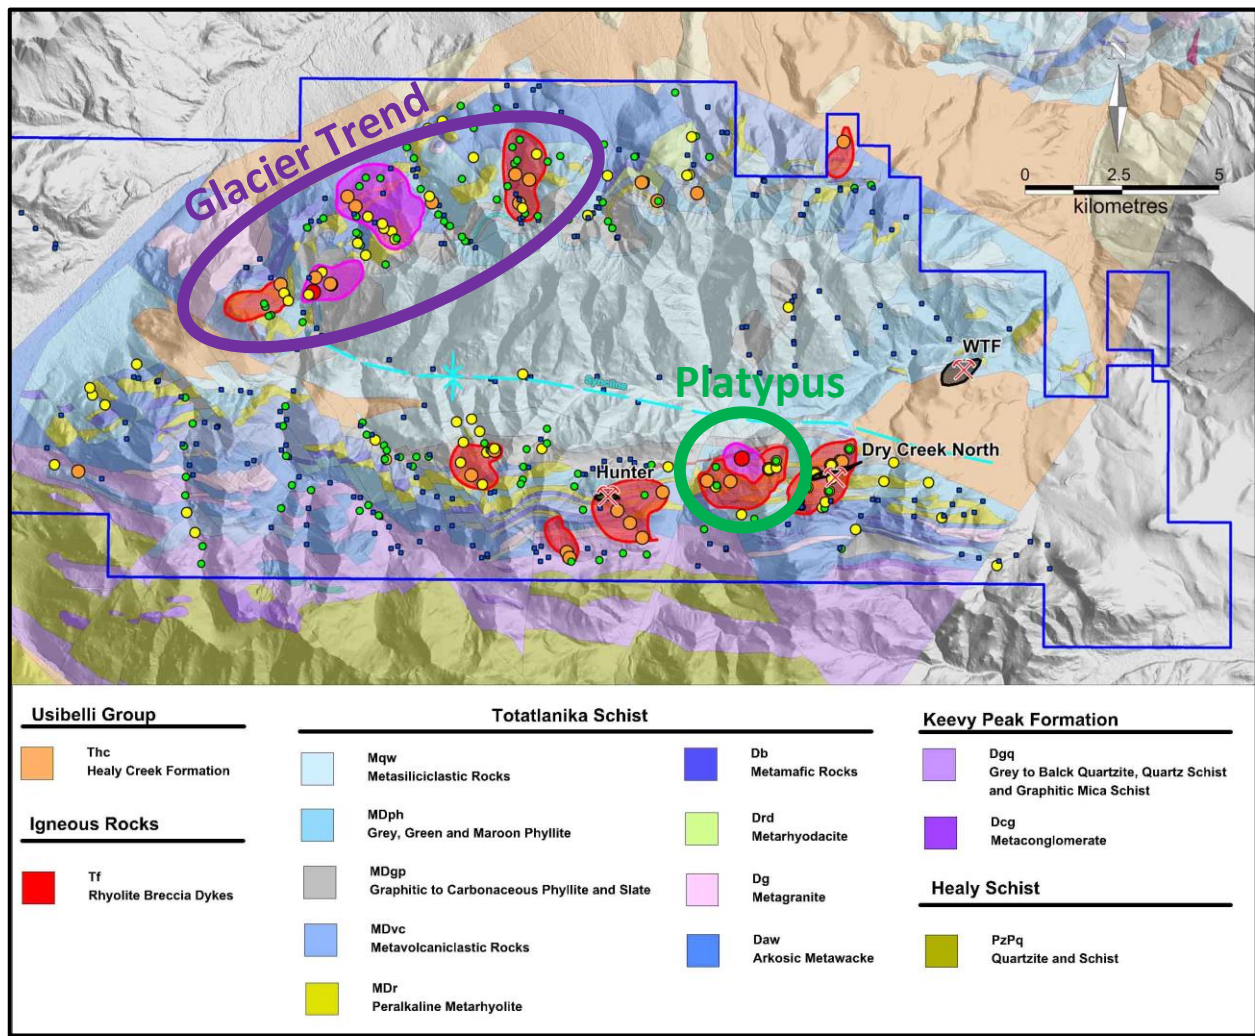 Glacier Trend
N
0 2.5 5
kilometres
WTF
Syncline
Platypus
Dry Creek North
Hunter
Usibelli Group
Thc
Healy Creek Formation
Igneous Rocks
Tf
Rhyolite Breccia Dykes
Totatlanika Schist
Mqw
Metasiliciclastic Rocks
MDph
Grey, Green and Maroon Phyllite
MDgp
Graphitic to Carbonaceous Phyllite and Slate
MDvc
Metavolcaniclastic Rocks
MDr
Peralkaline Metarhyolite
Db
Metamafic Rocks
Drd
Metarhyodacite
Dg
Metagranite
Daw
Arkosic Metawacke
Keevy Peak Formation
Dgq
Grey to Balck Quartzite, Quartz Schist
and Graphitic Mica Schist
Dcg
Metaconglomerate
Healy Schist
PzPq
Quartzite and Schist